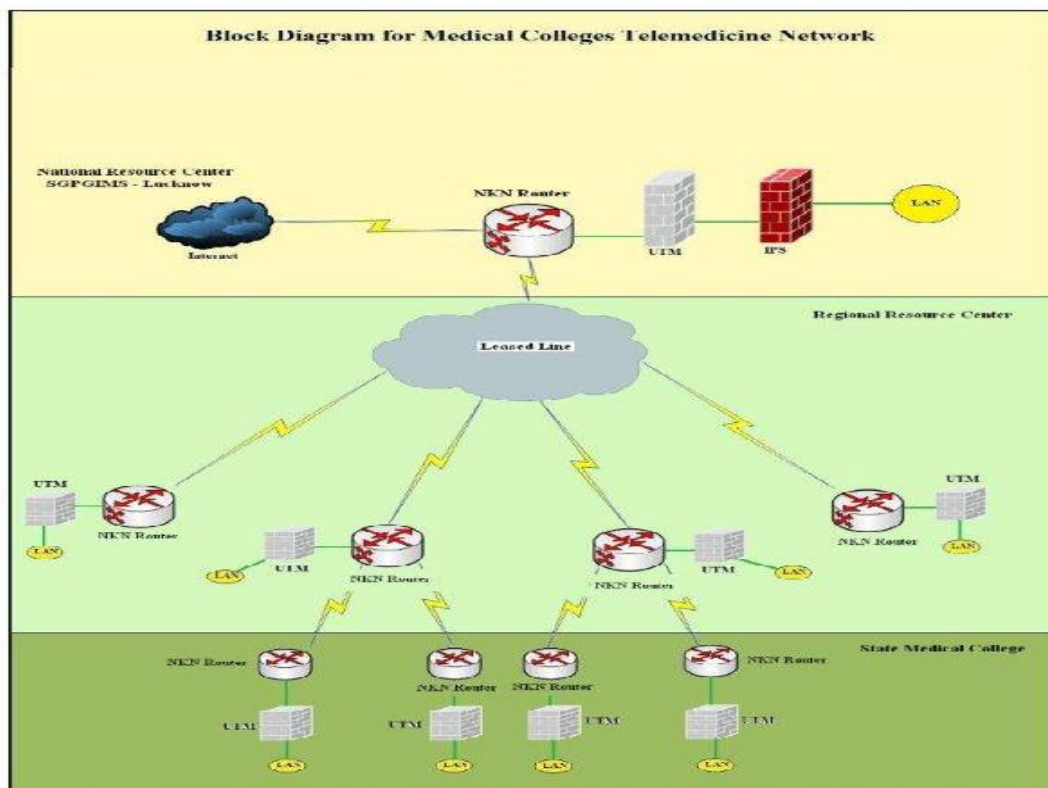 Block Diagram for Medical Colleges Telemedicine Network
National Resource Center
SGPGIMS - Lucknow
NKN Router
LAN
Internet
UTM
IPS
Regional Resource Center
Leased Line
UTM
NKN Router
LAN
UTM
NKN Router
LAN
UTM
NKN Router
LAN
UTM
NKN Router
LAN
State Medical College
NKN Router
UTM
LAN
NKN Router
UTM
LAN
NKN Router
UTM
LAN
NKN Router
UTM
LAN